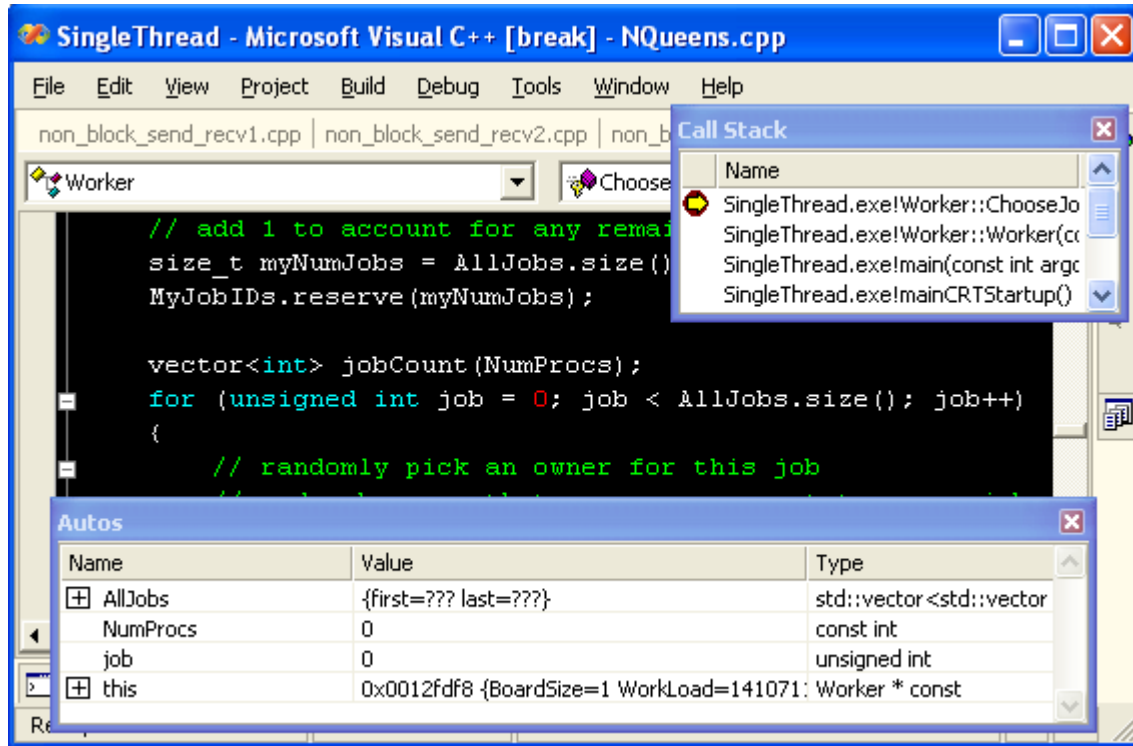 SingleThread - Microsoft Visual C++ [break] - NQueens.cpp
File Edit View Project Build Debug Tools Window Help
non_block_send_recv1.cpp | non_block_send_recv2.cpp | non_b
Worker
Choose
// add 1 to account for any remai
size_t myNumJobs = AllJobs.size()
MyJobIDs.reserve(myNumJobs);
vector<int> jobCount(NumProcs);
for (unsigned int job = 0; job < AllJobs.size(); job++)
{
// randomly pick an owner for this job
Call Stack
Name
SingleThread.exe!Worker::ChooseJo
SingleThread.exe!Worker::Worker(co
SingleThread.exe!main(const int argc
SingleThread.exe!mainCRTStartup()
Autos
Name Value Type
AllJobs {first=??? last=???} std::vector<std::vector
NumProcs 0 const int
job 0 unsigned int
this 0x0012fdf8 {BoardSize=1 WorkLoad=1410711 Worker * const